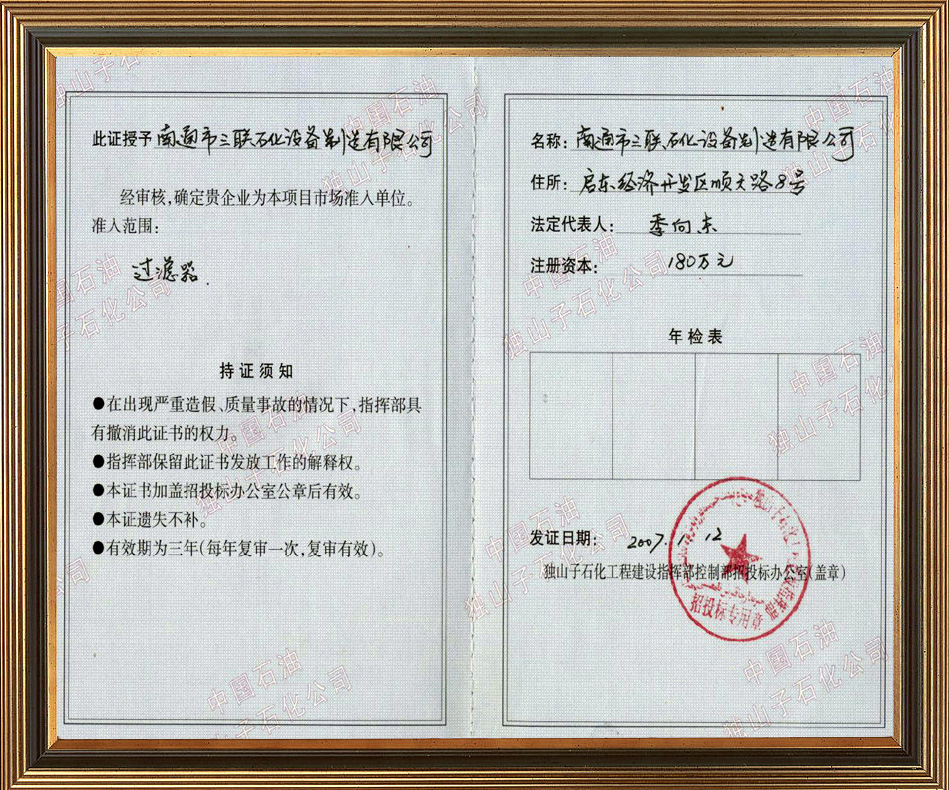 此证授予南通市三联石化设备制造有限公司
经审核,确定贵企业为本项目市场准入单位。
准入范围:
过滤器.
持证须知
●在出现严重造假、质量事故的情况下,指挥部具
有撤消此证书的权力。
●指挥部保留此证书发放工作的解释权。
●本证书加盖招投标办公室公章后有效。
●本证遗失不补。
●有效期为三年(每年复审一次,复审有效)。
名称:南通市三联石化设备制造有限公司
住所:启东经济开发区顺大路8号
法定代表人:季向东
注册资本:180万元
年检表
发证日期:2007.1.12
独山子石化工程建设指挥部控制部招投标办公室(盖章)
招投标专用章
中国石油
独山子石化公司